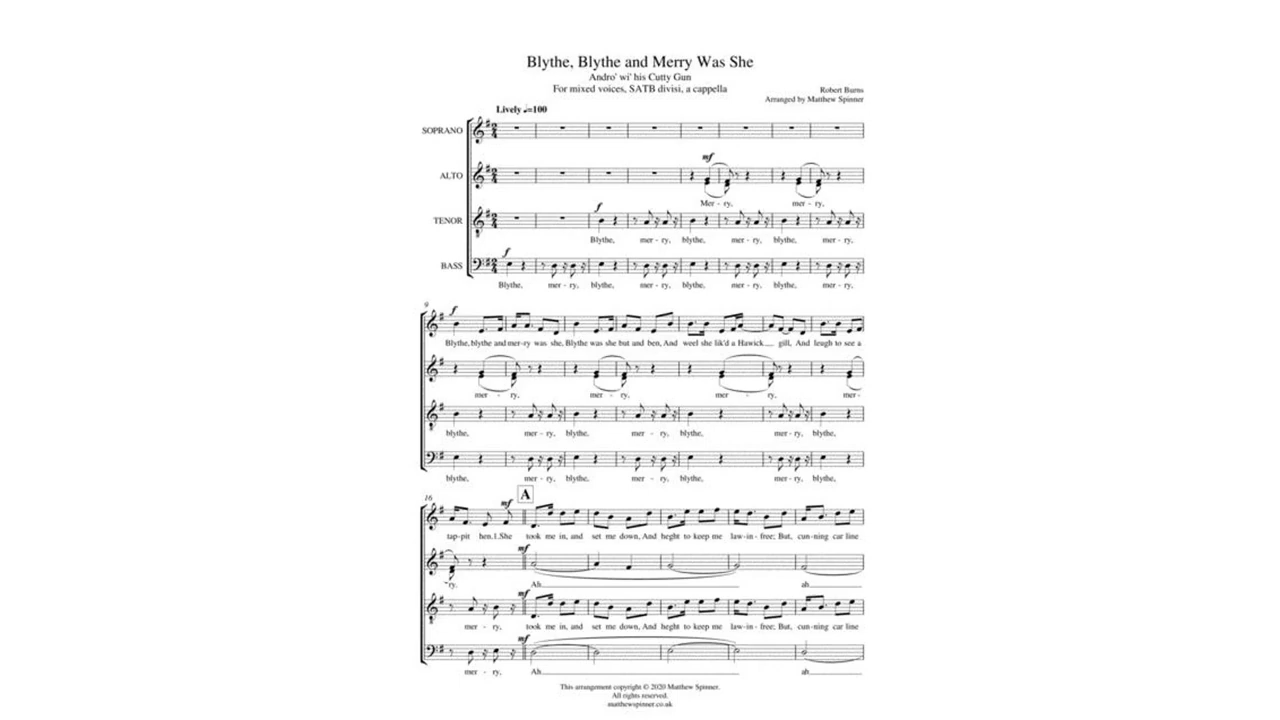 Blythe, Blythe and Merry Was She
Andro' wi' his Cutty Gun
For mixed voices, SATB divisi, a cappella
Robert Burns
Arranged by Matthew Spinner
Lively ♩=100
SOPRANO
mf
ALTO
Mer - ry, mer - ry,
f
TENOR
Blythe, mer - ry, blythe, mer - ry, blythe, mer - ry,
f
BASS
Blythe, mer - ry, blythe, mer - ry, blythe, mer - ry, blythe, mer - ry,
9
f
Blythe, blythe and mer-ry was she, Blythe was she but and ben, And weel she lik'd a Hawick__ gill, And leugh to see a
mer - ry, mer - ry, mer - ry, mer-
blythe, mer - ry, blythe, mer - ry, blythe, mer - ry, blythe,
blythe, mer - ry, blythe, mer - ry, blythe, mer - ry, blythe,
16
mf
A
tap-pit hen.1.She took me in, and set me down, And heght to keep me law-in- free; But, cun-ning car line
mf
-ry. Ah________ ah________
mf
mer - ry, took me in, and set me down, And heght to keep me law-in- free; But, cun-ning car line
mf
mer - ry, Ah________ ah________
This arrangement copyright © 2020 Matthew Spinner.
All rights reserved.
matthewspinner.co.uk